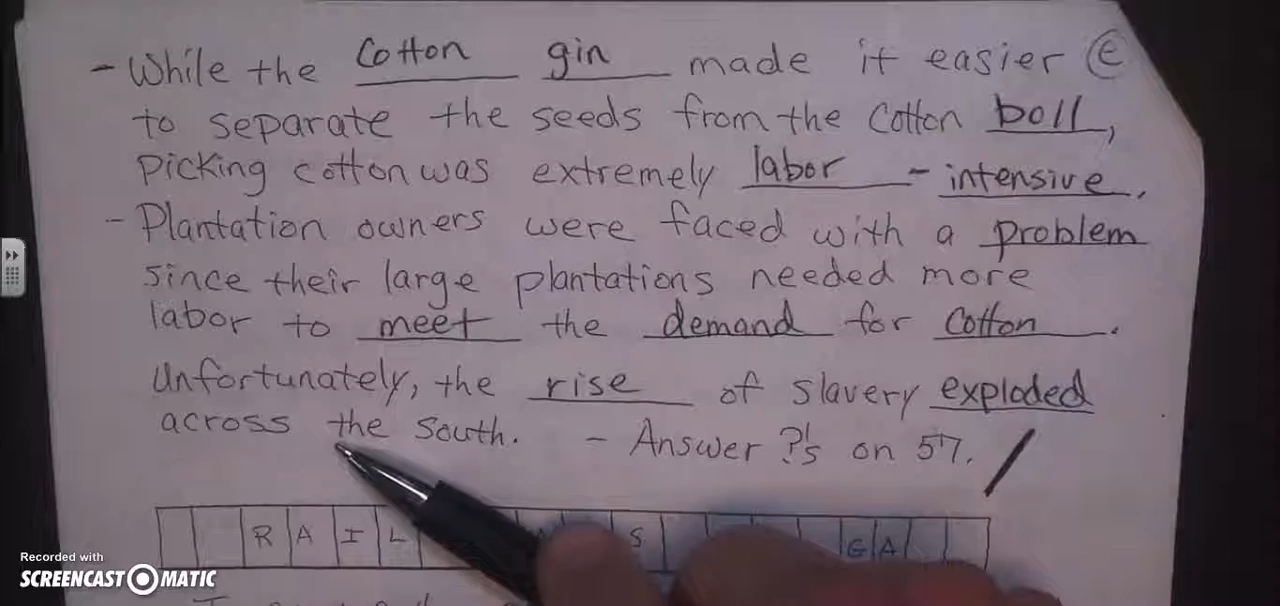 - While the cotton gin made it easier e
to separate the seeds from the cotton boll,
picking cotton was extremely labor - intensive.
- Plantation owners were faced with a problem
since their large plantations needed more
labor to meet the demand for cotton.
Unfortunately, the rise of slavery exploded
across the south. - Answer ?'s on 57.
R A I L S G A
Recorded with
SCREENCAST-O-MATIC